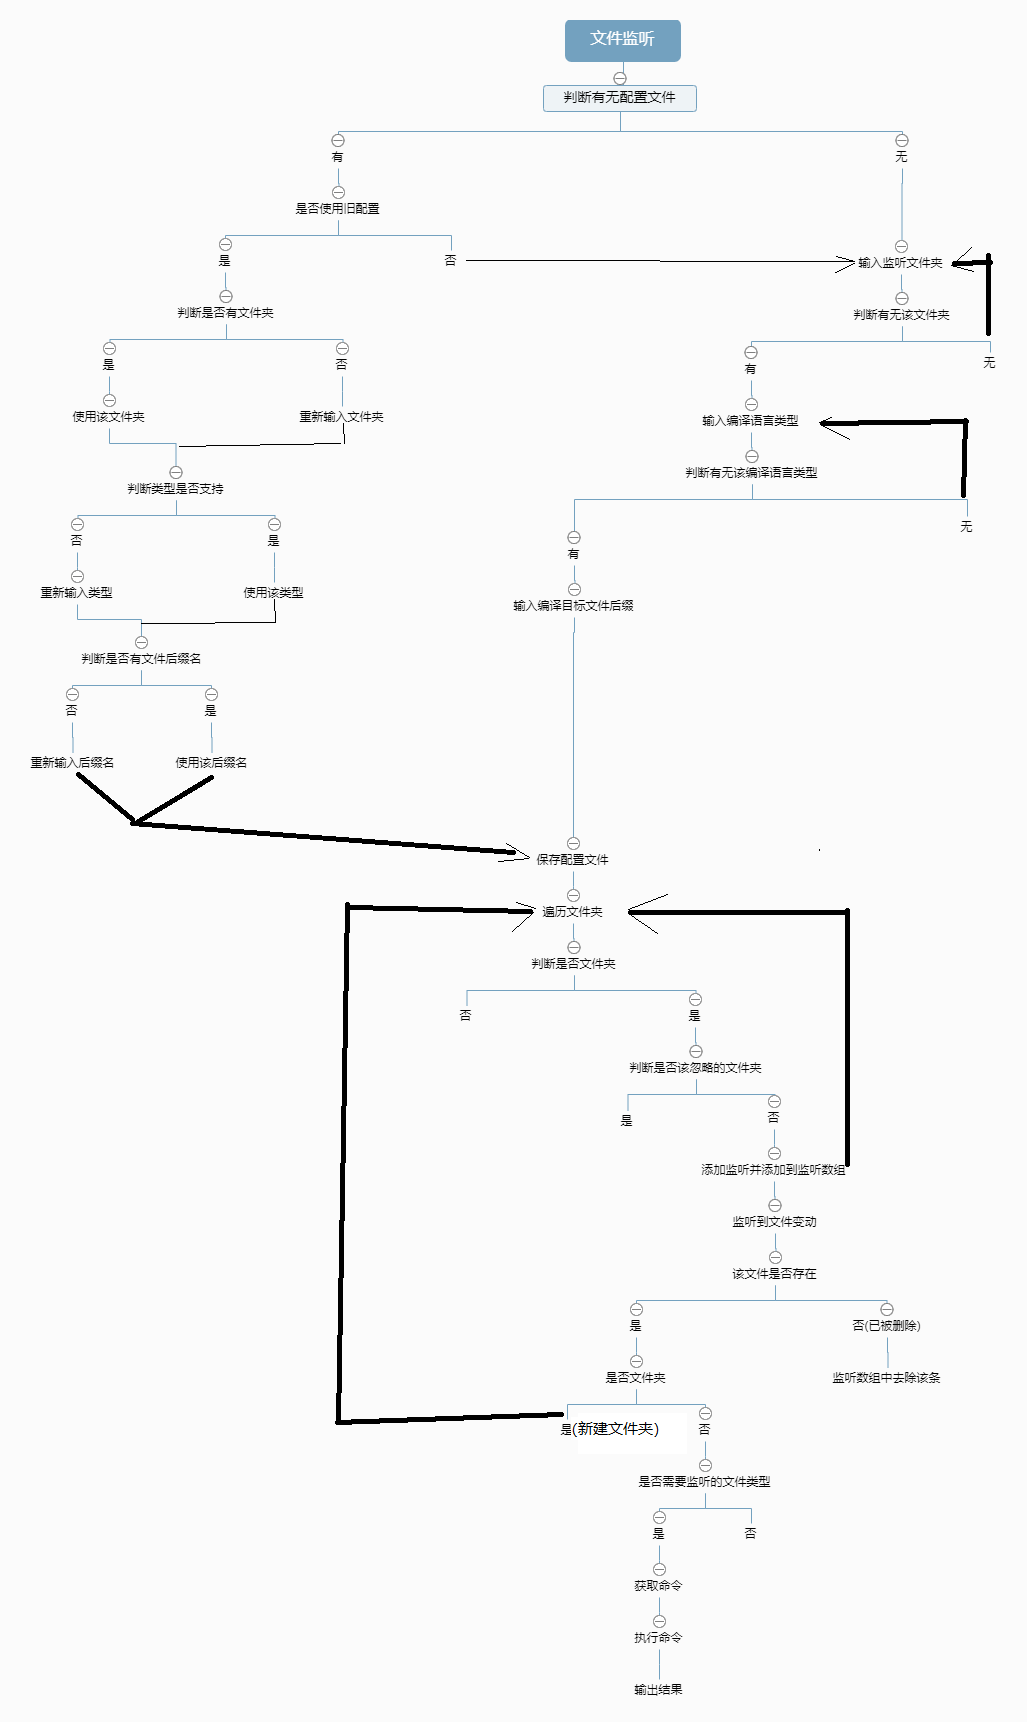 文件监听
判断有无配置文件
有
无
是否使用旧配置
是
否
输入监听文件夹
判断是否有文件夹
判断有无该文件夹
是
否
有
无
使用该文件夹
重新输入文件夹
输入编译语言类型
判断类型是否支持
判断有无该编译语言类型
否
是
有
无
重新输入类型
使用该类型
输入编译目标文件后缀
判断是否有文件后缀名
否
是
重新输入后缀名
使用该后缀名
保存配置文件
遍历文件夹
判断是否文件夹
否
是
判断是否该忽略的文件夹
是
否
添加监听并添加到监听数组
监听到文件变动
该文件是否存在
是
否(已被删除)
是否文件夹
监听数组中去除该条
是(新建文件夹)
否
是否需要监听的文件类型
是
否
获取命令
执行命令
输出结果